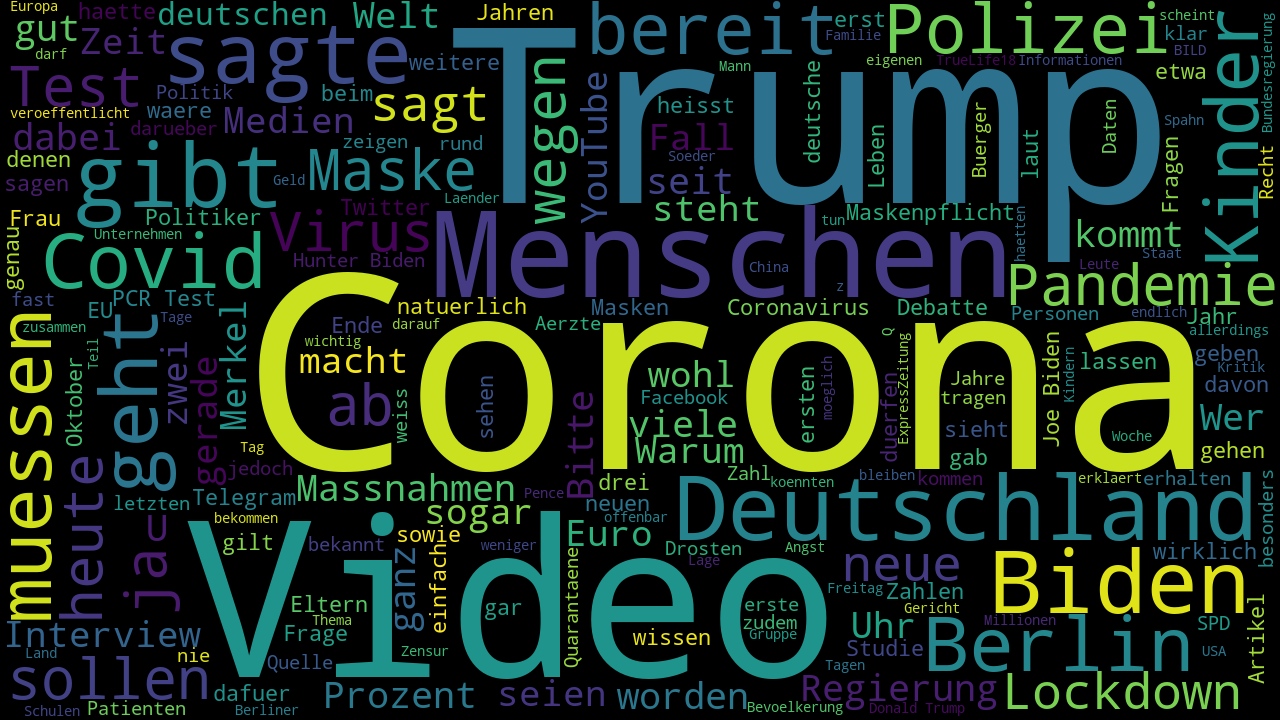 Europa
haette
deutschen
Welt
Jahren
bereit
Polizei
erst
scheint
gut
Zeit
sagte
Trump
Familie
klar
Kinder
Bundesregierung
darf
weitere
wegen
YouTube
Mann
deutsche
eigenen
TrueLife18
Informationen
BILD
Test
Politik
beim
sagt
heisst
etwa
veroeffentlicht
waere
Medien
Fall
Leben
Buerger
laut
Daten
Spahn
dabei
darueber
zeigen
rund
Soeder
Fragen
Recht
denen
gibt
Maske
seit
sagen
Geld
Laender
steht
Maskenpflicht
Frau
Politiker
Virus
Twitter
Menschen
tun
haetten
kommt
genau
Unternehmen
Covid
Hunter Biden
China
Staat
Leute
Pandemie
fast
EU
PCR Test
natuerlich
Masken
Coronavirus
z
Debatte
Personen
endlich
Jahr
zusammen
Tage
Merkel
Ende
darauf
Aerzte
Q
allerdings
muessen
Teil
geht
zwei
wichtig
Corona
ExpressZeitung
Joe Biden
Kindern
lassen
geben
Kritik
macht
wohl
moeglich
Jahre
davon
Oktober
gerade
ab
weiss
sehen
Facebook
ersten
duerfen
tragen
Wer
viele
sieht
Woche
Tag
Bitte
Warum
gab
gehen
heute
jedoch
Zahl
koennten
bleiben
kommen
erklaert
erhalten
besonders
letzten
Telegram
Massnahmen
Pence
drei
neuen
Deutschland
ja
bekommen
Video
sogar
offenbar
gilt
bekannt
sowie
weniger
Euro
Drosten
Angst
neue
Biden
wirklich
ganz
einfach
Quarantaene
Lage
Freitag
Zahlen
Eltern
gar
erste
Gericht
Artikel
Thema
zudem
Millionen
SPD
Interview
Frage
wissen
Gruppe
Uhr
Berlin
Land
nie
Quelle
Zensur
Studie
USA
sollen
Tagen
dafuer
Prozent
seien
worden
Regierung
Lockdown
Schulen
Patienten
Berliner
Bevoelkerung
Donald Trump